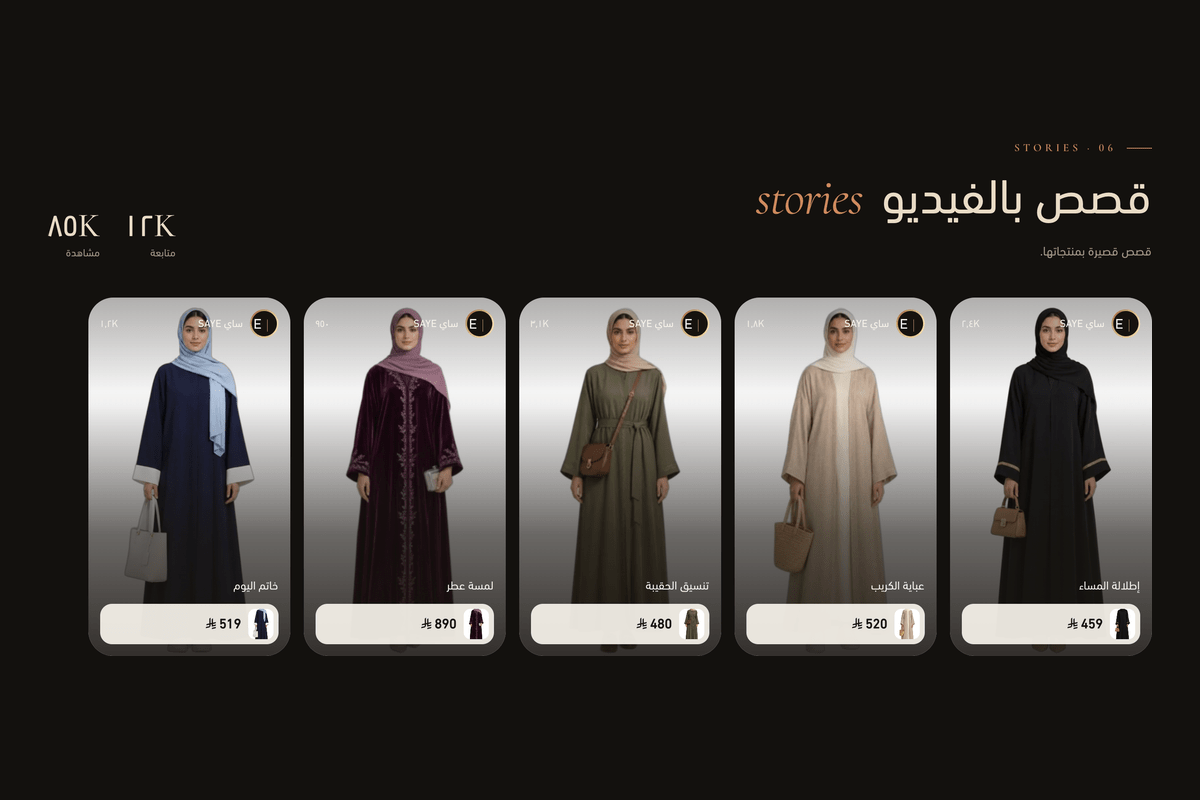 STORIES · 06
قصص بالفيديو stories
قصص قصيرة بمنتجاتها.
١٢K
متابعة
٨٥K
مشاهدة
E ساي SAYE ٢,٤K
إطلالة المساء
459
E ساي SAYE ١,٨K
عباية الكريب
520
E ساي SAYE ٣,١K
تنسيق الحقيبة
480
E ساي SAYE ٩٥٠
لمسة عطر
890
E ساي SAYE ١,٢K
خاتم اليوم
519